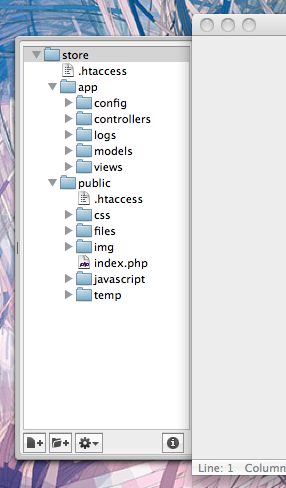 store
.htaccess
app
config
controllers
logs
models
views
public
.htaccess
css
files
img
php index.php
javascript
temp
Line: 1 Column